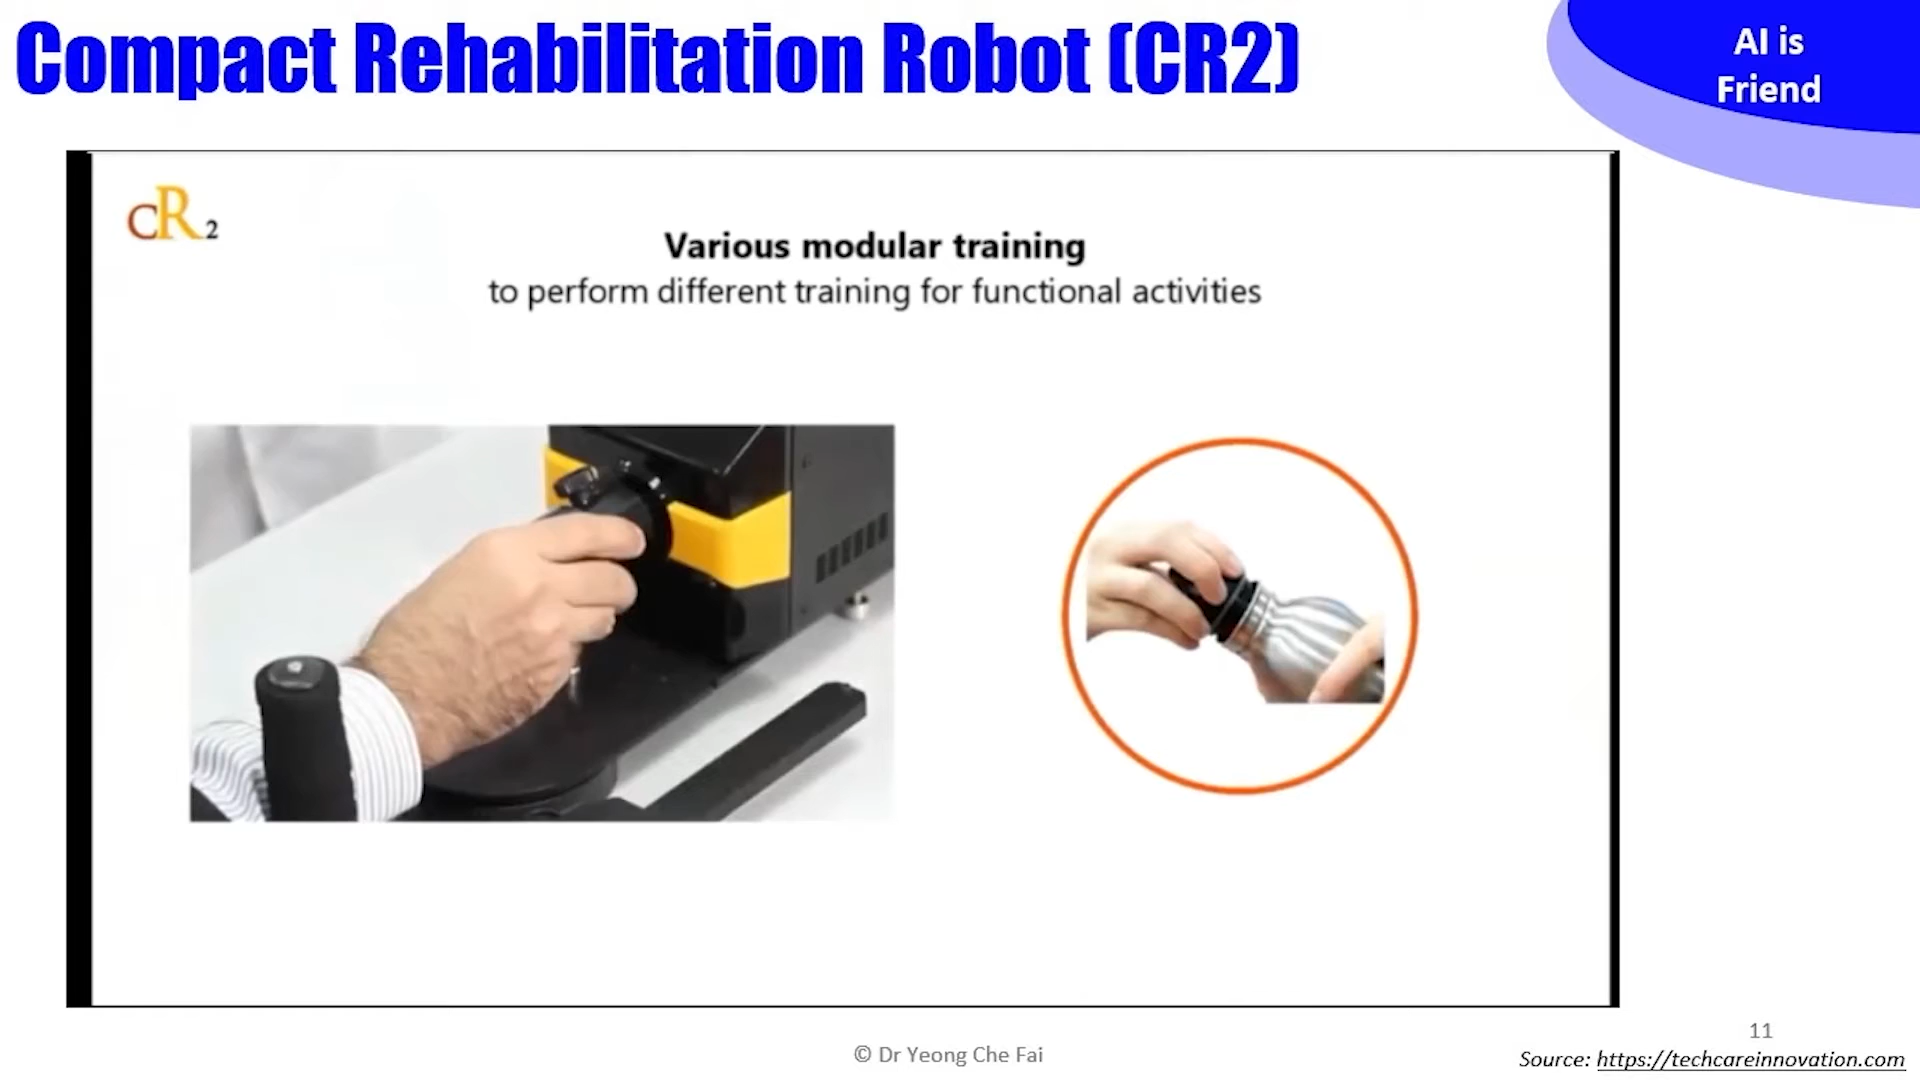 Compact Rehabilitation Robot (CR2)
AI is
Friend
CR2
Various modular training
to perform different training for functional activities
11
© Dr Yeong Che Fai
Source: https://techcareinnovation.com